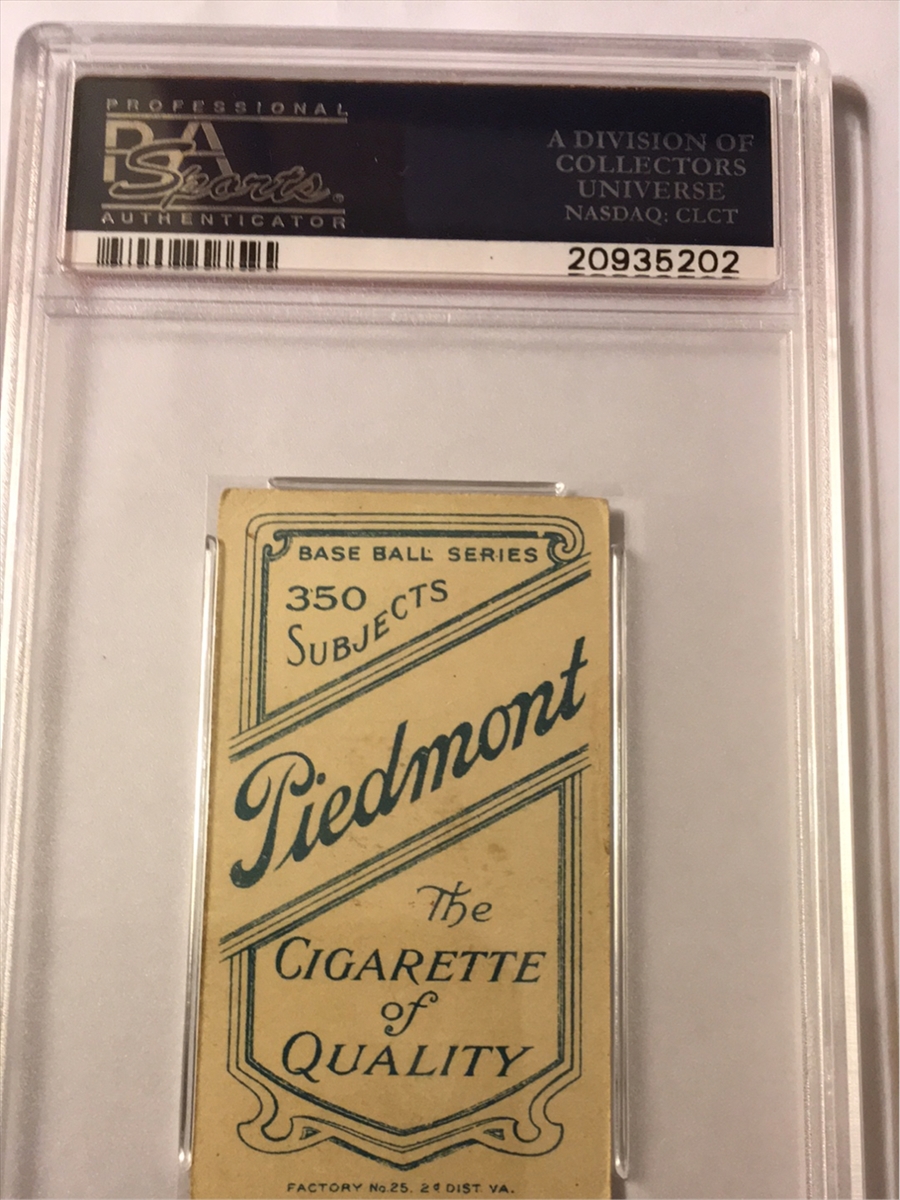 PROFESSIONAL
PSA
Sports
AUTHENTICATOR
A DIVISION OF
COLLECTORS
UNIVERSE
NASDAQ: CLCT
20935202
BASE BALL SERIES
350
SUBJECTS
Piedmont
The
CIGARETTE
of
QUALITY
FACTORY No. 25. 2d DIST. VA.